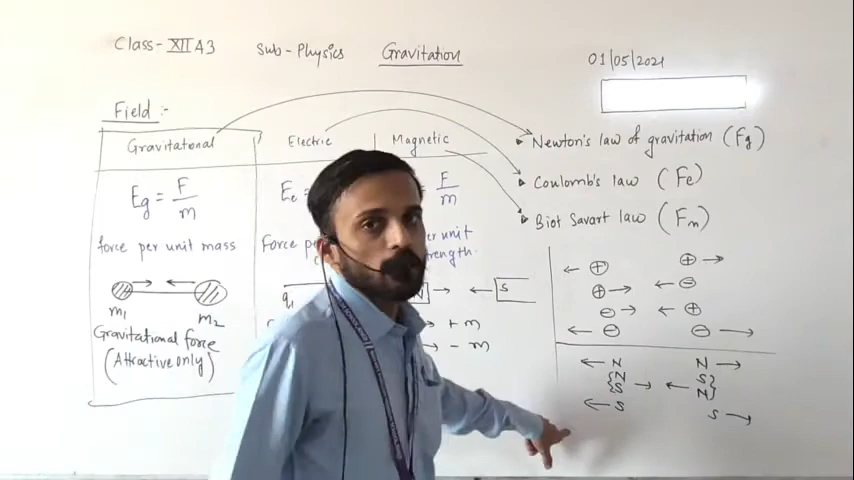 Class-XII A3 Sub-Physics Gravitation 01/05/2021
Field :-
Gravitational Electric Magnetic
Eg = F/m
force per unit mass
m1 m2
Gravitational force
(Attractive only)
Ee =
Force
q1
F/m
er unit
trength.
N S
+ m
- m
Newton's law of gravitation (Fg)
Coulomb's law (Fe)
Biot Savart law (Fm)
← ⊕ ⊕ →
⊕ → ← ⊖
⊖ → ← ⊕
← ⊖ ⊖ →
← N N →
{N S → ← S N}
← S S →